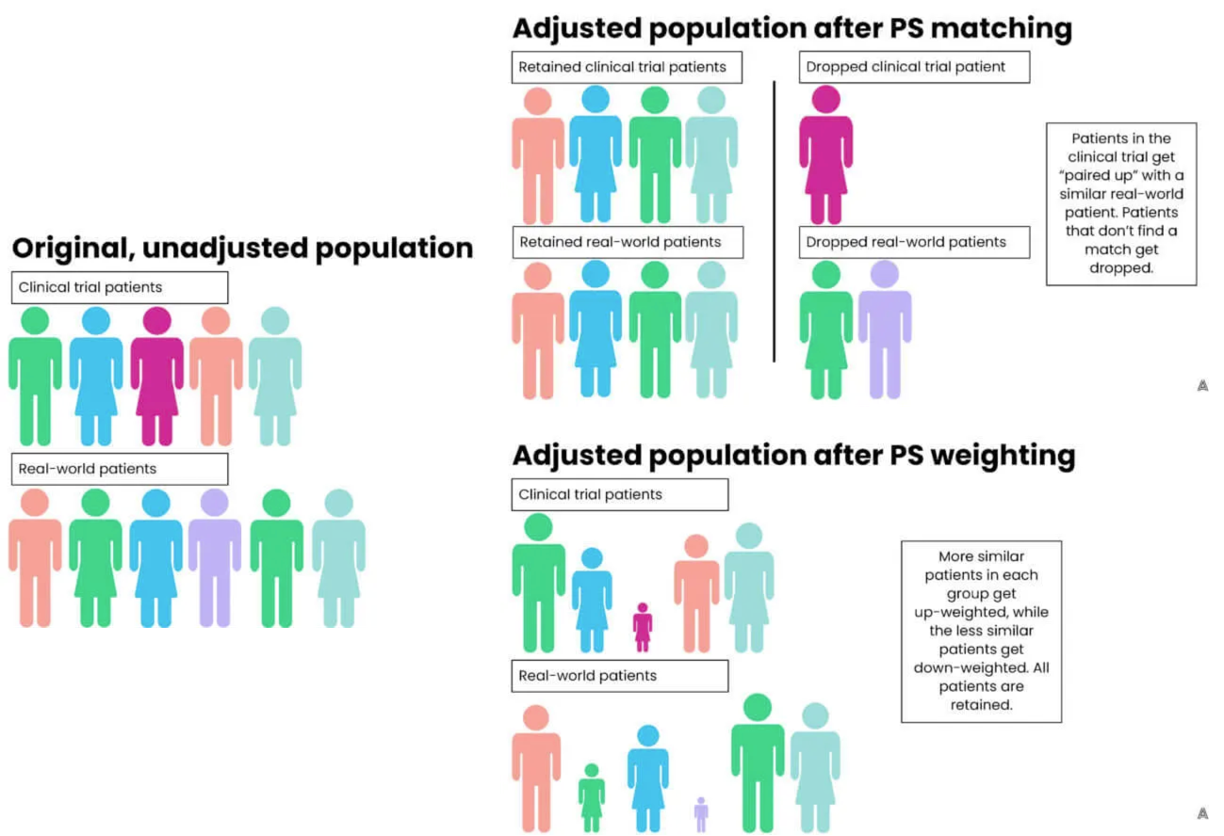 Original, unadjusted population
Clinical trial patients
Real-world patients
Adjusted population after PS matching
Retained clinical trial patients
Dropped clinical trial patient
Retained real-world patients
Dropped real-world patients
Patients in the
clinical trial get
“paired up” with a
similar real-world
patient. Patients
that don’t find a
match get
dropped.
A
Adjusted population after PS weighting
Clinical trial patients
Real-world patients
More similar
patients in each
group get
up-weighted, while
the less similar
patients get
down-weighted. All
patients are
retained.
A